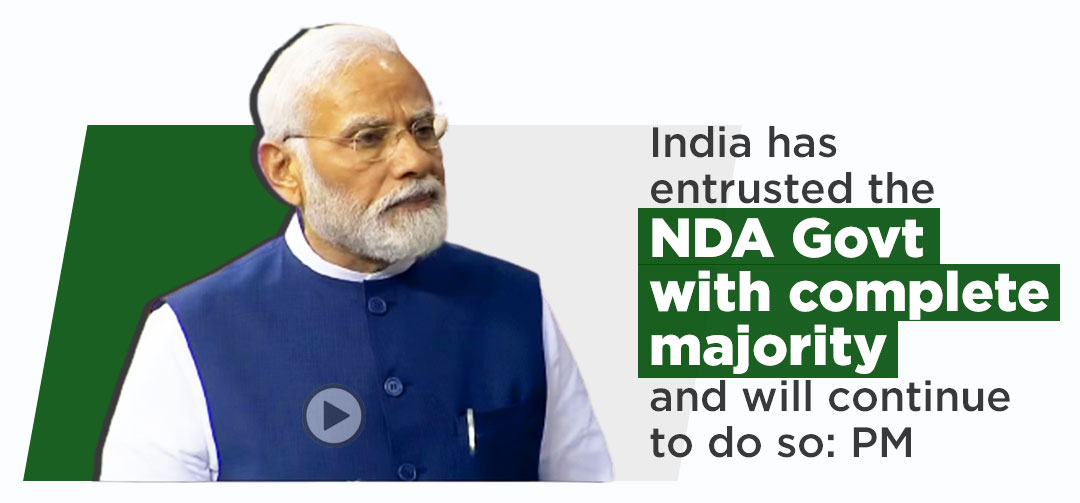 India has
entrusted the
NDA Govt
with complete
majority
and will continue
to do so: PM